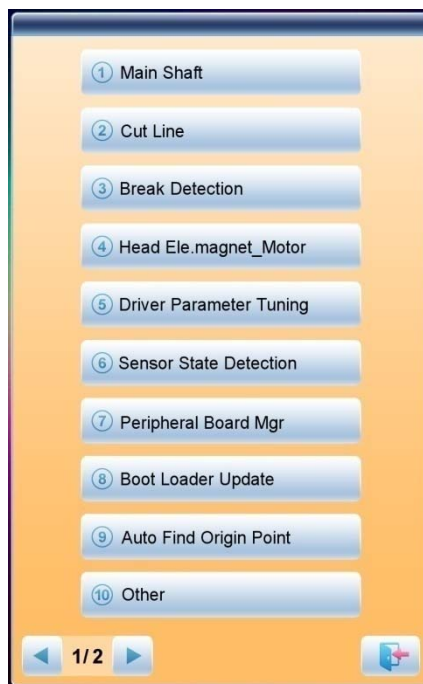 1 Main Shaft
2 Cut Line
3 Break Detection
4 Head Ele.magnet_Motor
5 Driver Parameter Tuning
6 Sensor State Detection
7 Peripheral Board Mgr
8 Boot Loader Update
9 Auto Find Origin Point
10 Other
1/2